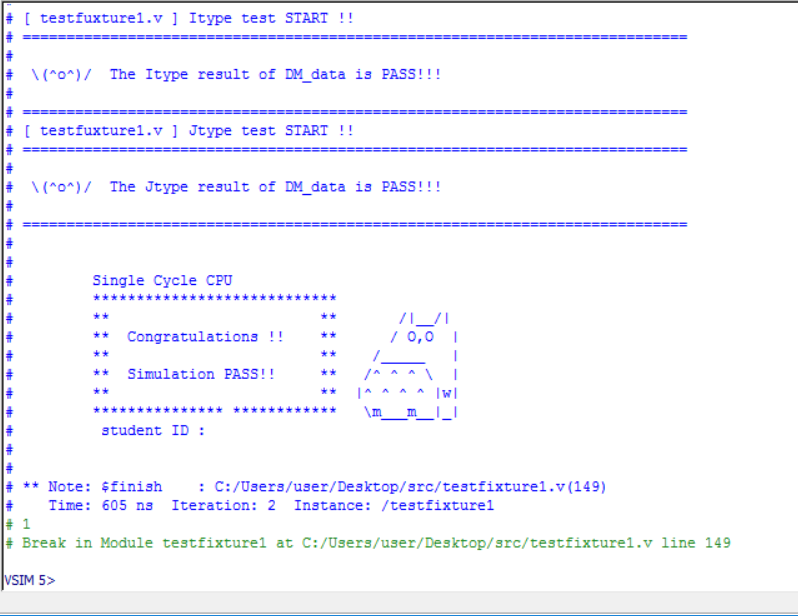 #
# [ testfuxture1.v ] Itype test START !!
# ============================================================================
#
#  \(^o^)/  The Itype result of DM_data is PASS!!!
#
# ============================================================================
# [ testfuxture1.v ] Jtype test START !!
# ============================================================================
#
#  \(^o^)/  The Jtype result of DM_data is PASS!!!
#
# ============================================================================
#
#
#         Single Cycle CPU
#         ****************************
#         **                        **       /|__/|
#         **  Congratulations !!    **      / O,O  |
#         **                        **    /_____   |
#         **  Simulation PASS!!     **   /^ ^ ^ \  |
#         **                        **  |^ ^ ^ ^ |w|
#         *************** ************   \m___m__|_|
#          student ID :
#
#
# ** Note: $finish    : C:/Users/user/Desktop/src/testfixture1.v(149)
#    Time: 605 ns  Iteration: 2  Instance: /testfixture1
# 1
# Break in Module testfixture1 at C:/Users/user/Desktop/src/testfixture1.v line 149
VSIM 5>